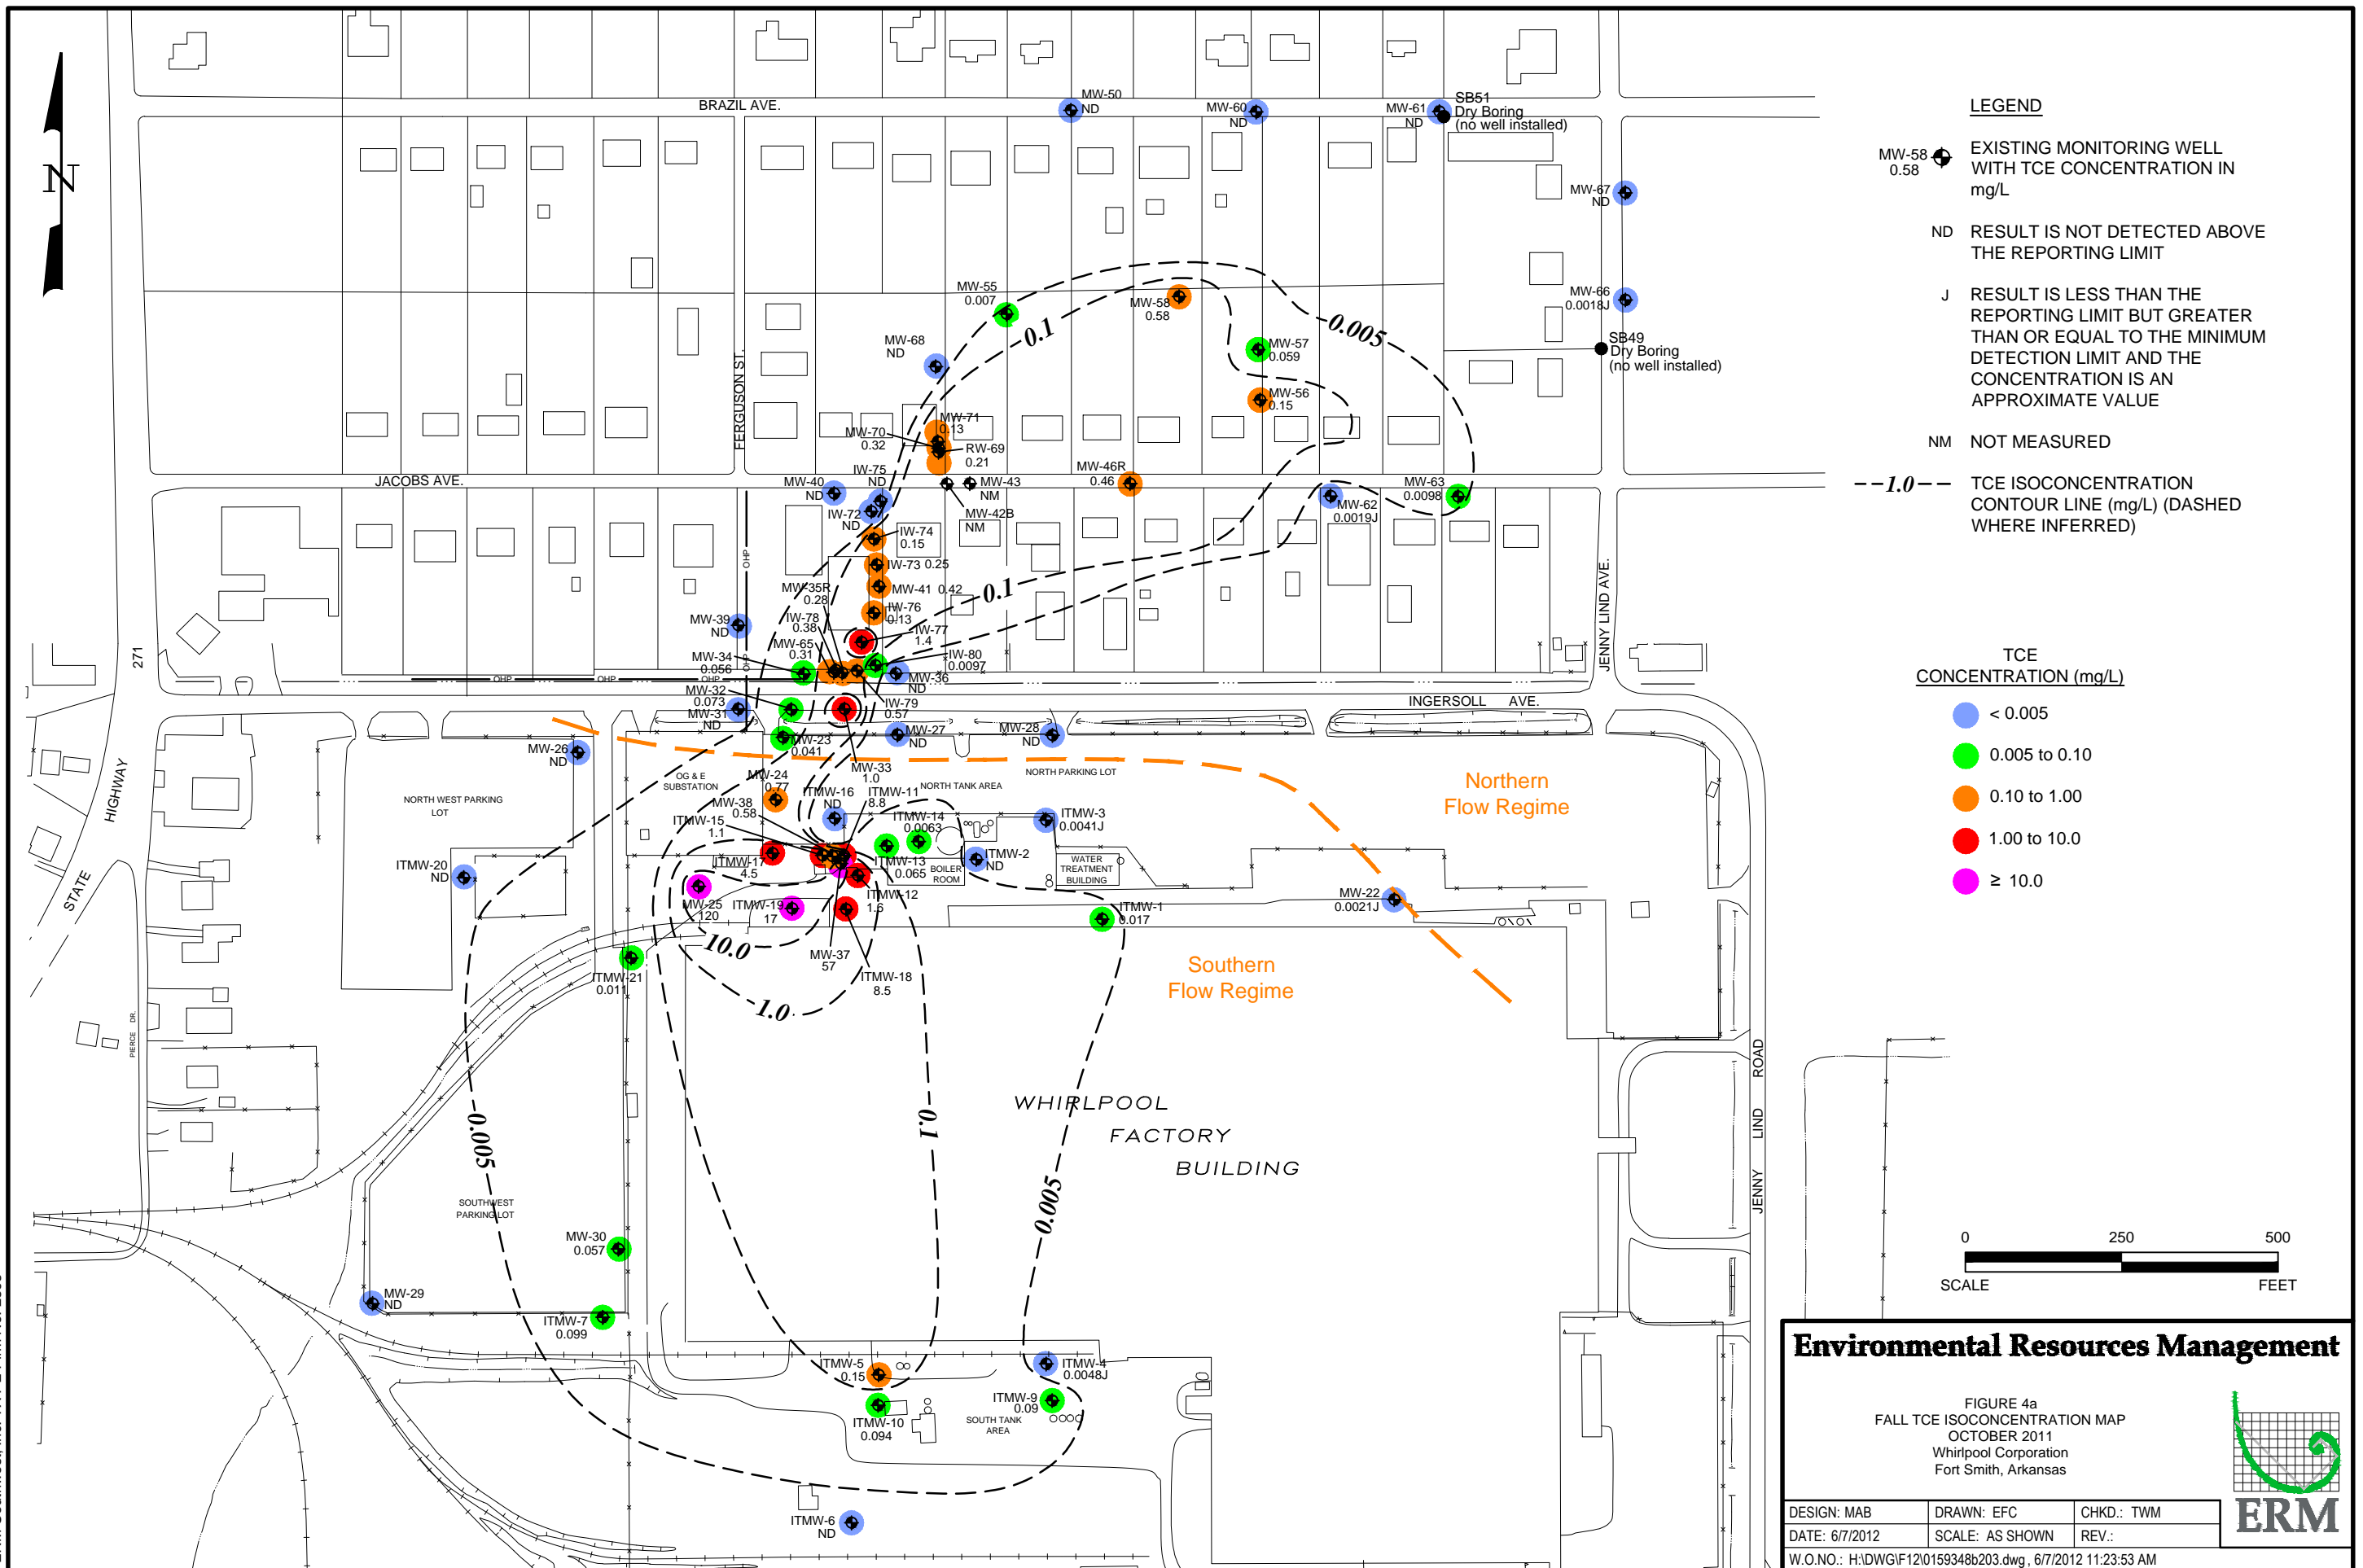 BRAZIL AVE.
MW-50
ND
MW-60
ND
MW-61
ND
SB51
Dry Boring
(no well installed)
MW-67
ND
MW-66
0.0018J
SB49
Dry Boring
(no well installed)
N
MW-55
0.007
MW-58
0.58
0.1
0.005
MW-57
0.059
MW-56
0.15
MW-68
ND
FERGUSON ST.
MW-71
0.13
MW-70
0.32
RW-69
0.21
IW-75
ND
MW-40
ND
MW-43
NM
MW-42B
NM
MW-46R
0.46
MW-62
0.0019J
MW-63
0.0098
JACOBS AVE.
IW-72
ND
IW-74
0.15
IW-73 0.25
MW-41 0.42
MW-35R
0.28
IW-76
0.13
IW-78
0.38
IW-77
1.4
MW-65
0.31
IW-80
0.0097
MW-39
ND
MW-34
0.056
MW-36
ND
0.1
OHP
OHP
OHP
OHP
OHP
MW-32
0.073
MW-31
ND
IW-79
0.57
INGERSOLL AVE.
JENNY LIND AVE.
271
STATE
HIGHWAY
MW-26
ND
MW-23
0.041
MW-27
ND
MW-28
ND
MW-33
1.0
MW-24
0.77
OG & E
SUBSTATION
NORTH WEST PARKING
LOT
NORTH TANK AREA
NORTH PARKING LOT
Northern
Flow Regime
MW-38
0.58
ITMW-16
ND
ITMW-11
8.8
ITMW-15
1.1
ITMW-14
0.0063
ITMW-3
0.0041J
ITMW-17
4.5
ITMW-13
0.065
BOILER
ROOM
ITMW-2
ND
WATER
TREATMENT
BUILDING
ITMW-20
ND
MW-25
120
ITMW-19
17
ITMW-12
1.6
ITMW-1
0.017
MW-22
0.0021J
10.0
MW-37
57
ITMW-18
8.5
ITMW-21
0.011
1.0
Southern
Flow Regime
PIERCE DR.
0.005
0.1
0.005
WHIRLPOOL
FACTORY
BUILDING
JENNY LIND ROAD
SOUTHWEST
PARKING LOT
MW-30
0.057
MW-29
ND
ITMW-7
0.099
ITMW-5
0.15
ITMW-4
0.0048J
ITMW-9
0.09
ITMW-10
0.094
SOUTH TANK
AREA
ITMW-6
ND
LEGEND
MW-58
0.58
EXISTING MONITORING WELL
WITH TCE CONCENTRATION IN
mg/L
ND RESULT IS NOT DETECTED ABOVE
THE REPORTING LIMIT
J RESULT IS LESS THAN THE
REPORTING LIMIT BUT GREATER
THAN OR EQUAL TO THE MINIMUM
DETECTION LIMIT AND THE
CONCENTRATION IS AN
APPROXIMATE VALUE
NM NOT MEASURED
1.0 TCE ISOCONCENTRATION
CONTOUR LINE (mg/L) (DASHED
WHERE INFERRED)
TCE
CONCENTRATION (mg/L)
< 0.005
0.005 to 0.10
0.10 to 1.00
1.00 to 10.0
≥ 10.0
0 250 500
SCALE FEET
Environmental Resources Management
FIGURE 4a
FALL TCE ISOCONCENTRATION MAP
OCTOBER 2011
Whirlpool Corporation
Fort Smith, Arkansas
ERM
DESIGN: MAB DRAWN: EFC CHKD.: TWM
DATE: 6/7/2012 SCALE: AS SHOWN REV.:
W.O.NO.: H:\DWG\F12\0159348b203.dwg , 6/7/2012 11:23:53 AM